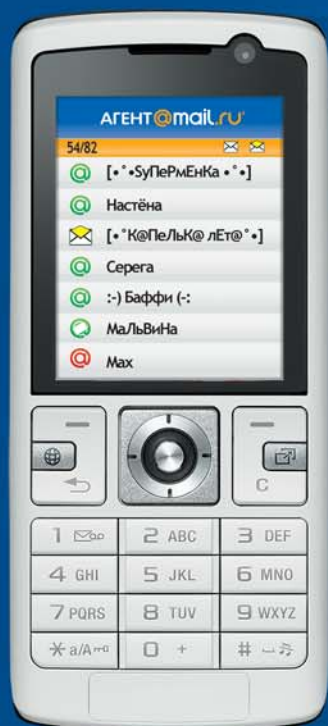 АГЕНТ@mail.ru
54/82
[•˚•SуПеРмЕнКа •˚•]
Настёна
[•˚К@ПеЛьК@ лЕт@˚•]
Серега
:-) Баффи (-:
МаЛЬВиНа
Max
C
1
2 ABC
3 DEF
4 GHI
5 JKL
6 MNO
7 PQRS
8 TUV
9 WXYZ
* a/A
0 +
#